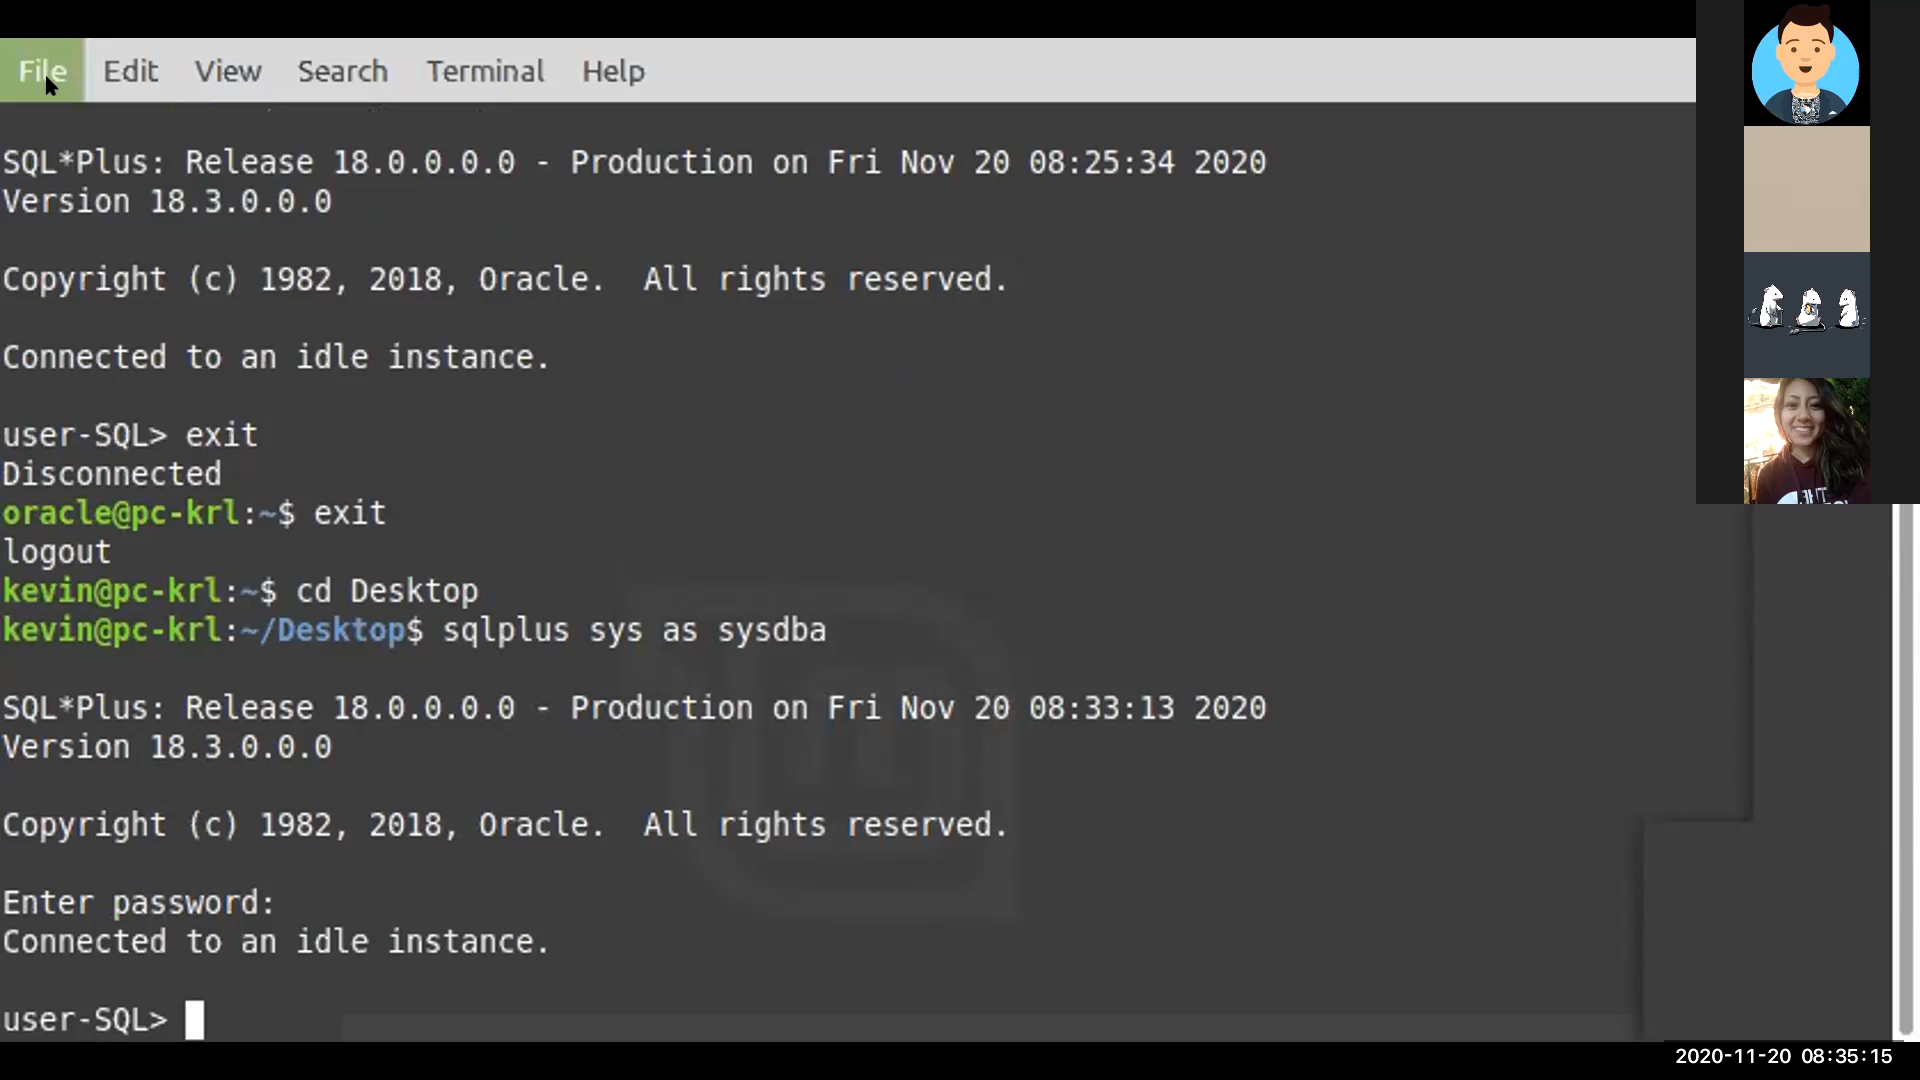 File Edit View Search Terminal Help
SQL*Plus: Release 18.0.0.0.0 - Production on Fri Nov 20 08:25:34 2020
Version 18.3.0.0.0
Copyright (c) 1982, 2018, Oracle.  All rights reserved.
Connected to an idle instance.
user-SQL> exit
Disconnected
oracle@pc-krl:~$ exit
logout
kevin@pc-krl:~$ cd Desktop
kevin@pc-krl:~/Desktop$ sqlplus sys as sysdba
SQL*Plus: Release 18.0.0.0.0 - Production on Fri Nov 20 08:33:13 2020
Version 18.3.0.0.0
Copyright (c) 1982, 2018, Oracle.  All rights reserved.
Enter password:
Connected to an idle instance.
user-SQL>
2020-11-20 08:35:15